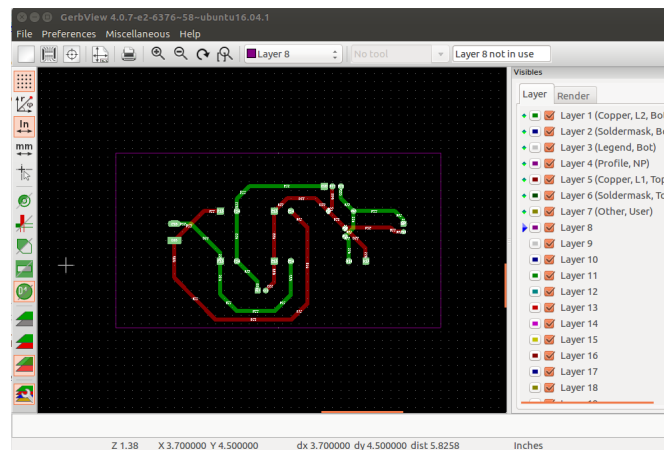 GerbView 4.0.7-e2-6376~58~ubuntu16.04.1
File Preferences Miscellaneous Help
Layer 8
No tool
Layer 8 not in use
Visibles
Layer Render
Layer 1 (Copper, L2, Bot
Layer 2 (Soldermask, Bo
Layer 3 (Legend, Bot)
Layer 4 (Profile, NP)
Layer 5 (Copper, L1, Top
Layer 6 (Soldermask, To
Layer 7 (Other, User)
Layer 8
Layer 9
Layer 10
Layer 11
Layer 12
Layer 13
Layer 14
Layer 15
Layer 16
Layer 17
Layer 18
In
mm
Z 1.38 X 3.700000 Y 4.500000 dx 3.700000 dy 4.500000 dist 5.8258 Inches